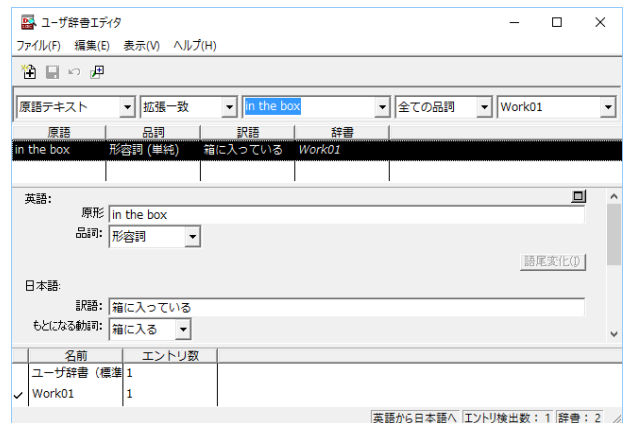 ユーザ辞書エディタ
ファイル(F) 編集(E) 表示(V) ヘルプ(H)
原語テキスト 拡張一致 in the box 全ての品詞 Work01
原語 品詞 訳語 辞書
in the box 形容詞 (単純) 箱に入っている Work01
英語:
原形 in the box
品詞: 形容詞
語尾変化(I)
日本語:
訳語: 箱に入っている
もとになる動詞: 箱に入る
名前 エントリ数
ユーザ辞書 (標準 1
Work01 1
英語から日本語へ エントリ検出数: 1 辞書: 2